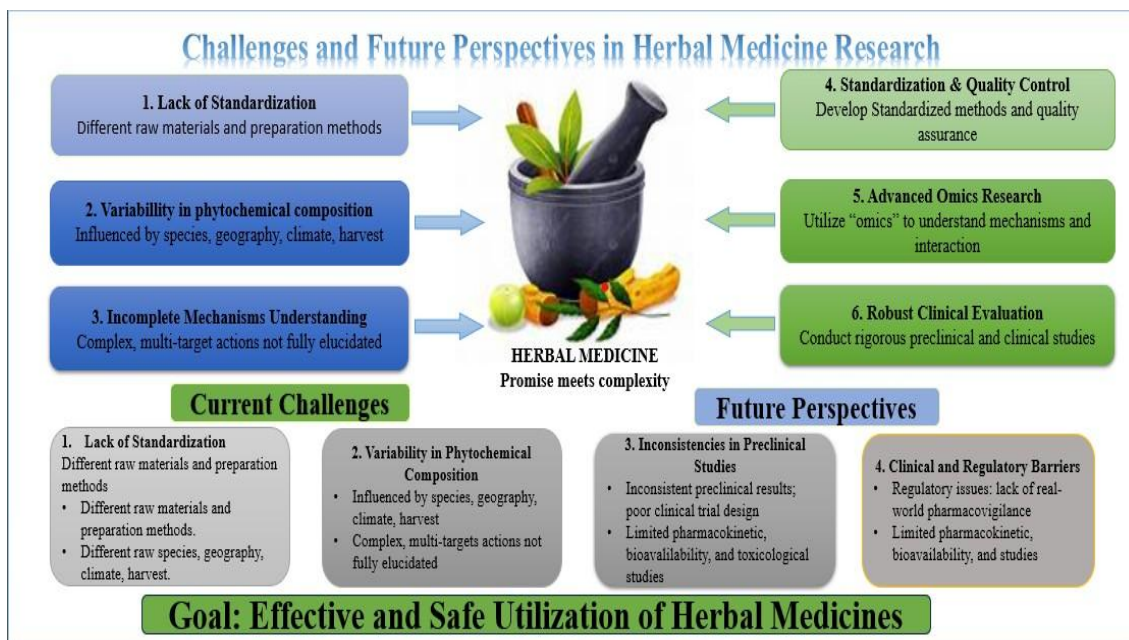 Challenges and Future Perspectives in Herbal Medicine Research
1. Lack of Standardization
Different raw materials and preparation methods
2. Variabillity in phytochemical composition
Influenced by species, geography, climate, harvest
3. Incomplete Mechanisms Understanding
Complex, multi-target actions not fully elucidated
HERBAL MEDICINE
Promise meets complexity
4. Standardization & Quality Control
Develop Standardized methods and quality
assurance
5. Advanced Omics Research
Utilize “omics” to understand mechanisms and
interaction
6. Robust Clinical Evaluation
Conduct rigorous preclinical and clinical studies
Current Challenges
Future Perspectives
1. Lack of Standardization
Different raw materials and preparation
methods
• Different raw materials and
preparation methods.
• Different raw species, geography,
climate, harvest.
2. Variability in Phytochemical
Composition
• Influenced by species, geography,
climate, harvest
• Complex, multi-targets actions not
fully elucidated
3. Inconsistencies in Preclinical
Studies
• Inconsistent preclinical results;
poor clinical trial design
• Limited pharmacokinetic,
bioavalilability, and toxicological
studies
4. Clinical and Regulatory Barriers
• Regulatory issues: lack of real-
world pharmacovigilance
• Limited pharmacokinetic,
bioavailability, and studies
Goal: Effective and Safe Utilization of Herbal Medicines